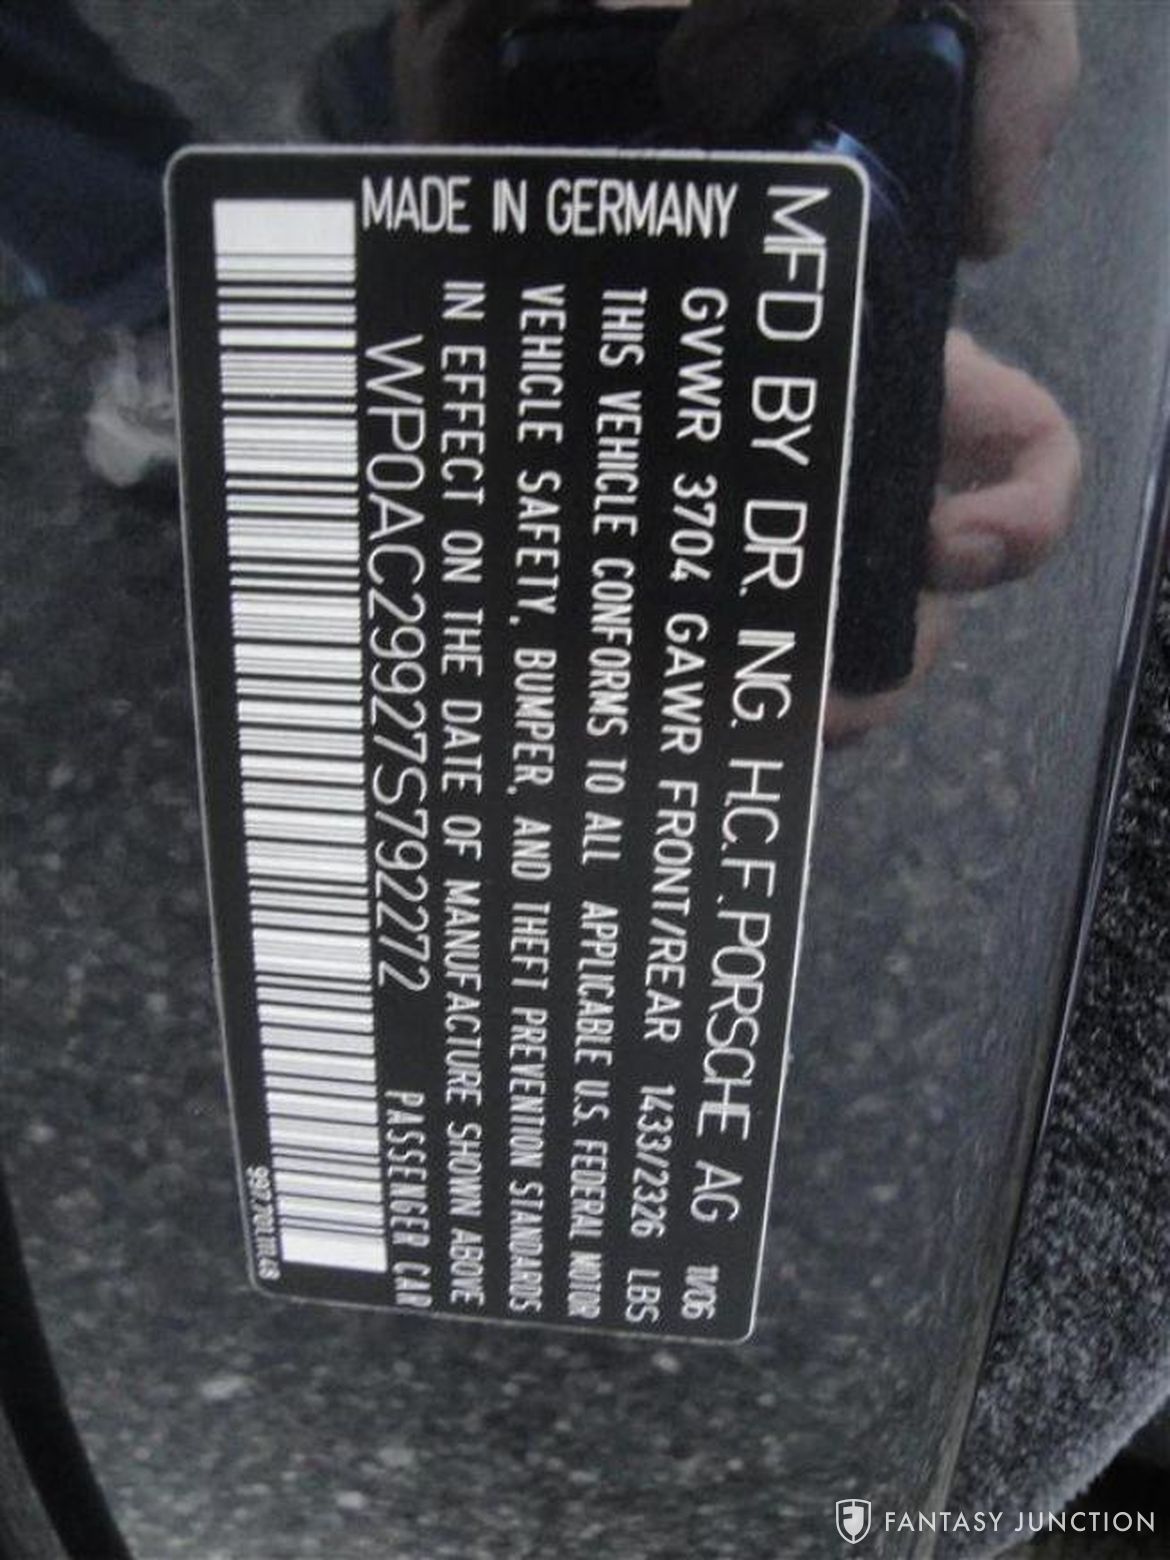 MFD BY DR. ING. H.C.F. PORSCHE AG 11/06
GVWR 3704 GAWR FRONT/REAR 1433/2326 LBS
THIS VEHICLE CONFORMS TO ALL APPLICABLE U.S. FEDERAL MOTOR
VEHICLE SAFETY, BUMPER, AND THEFT PREVENTION STANDARDS
IN EFFECT ON THE DATE OF MANUFACTURE SHOWN ABOVE
WP0AC29927S792272 PASSENGER CAR
MADE IN GERMANY
FANTASY JUNCTION